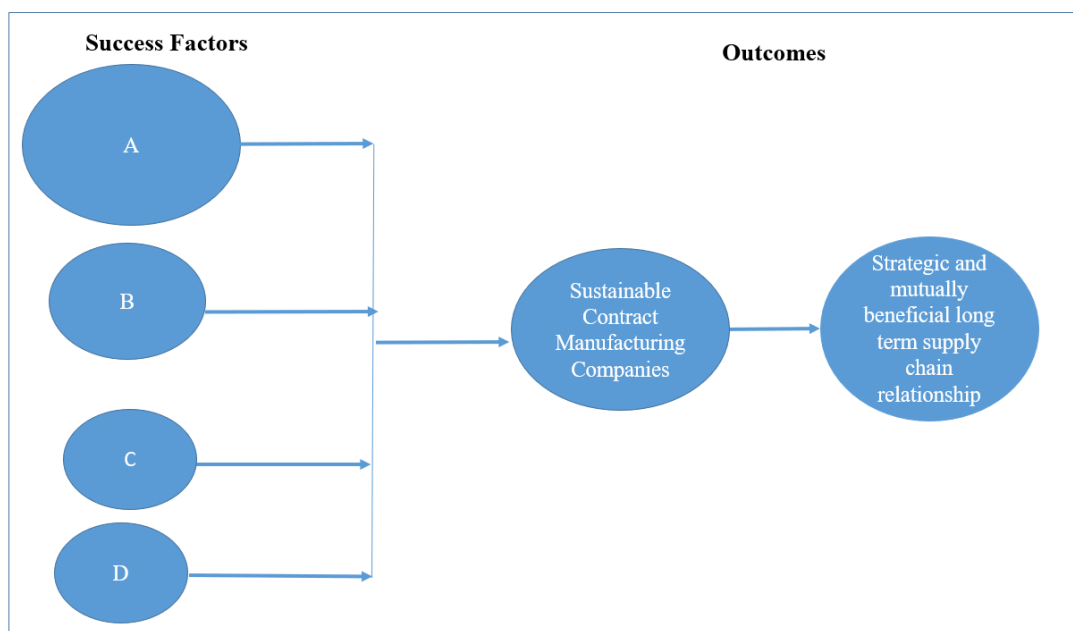 Success Factors
Outcomes
A
B
C
D
Sustainable
Contract
Manufacturing
Companies
Strategic and
mutually
beneficial long
term supply
chain
relationship